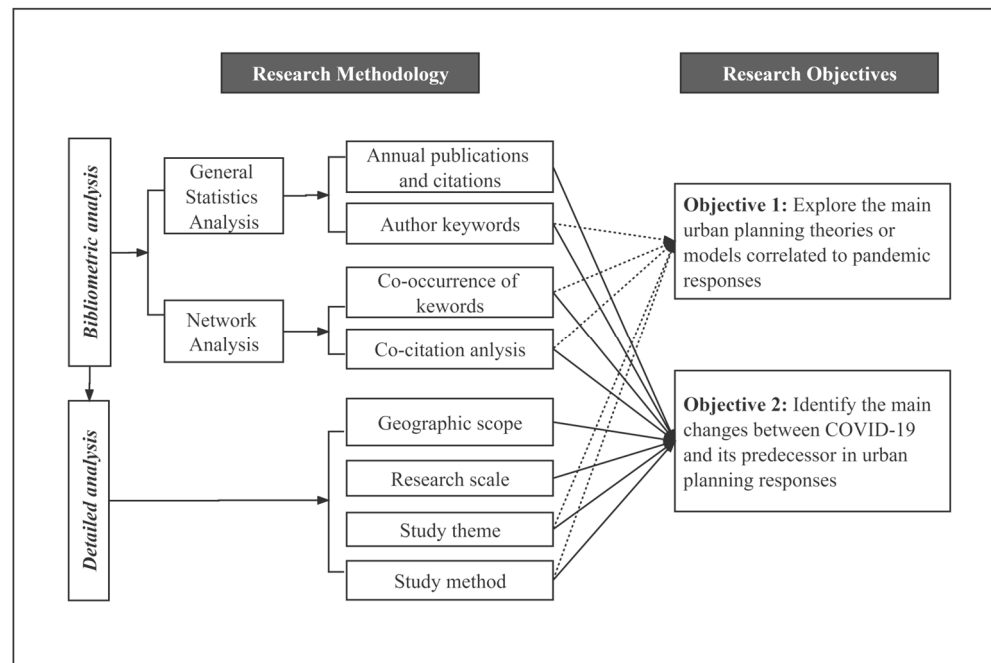 Research Methodology
Research Objectives
Bibliometric analysis
General
Statistics
Analysis
Annual publications
and citations
Author keywords
Network
Analysis
Co-occurrence of
kewords
Co-citation anlysis
Detailed analysis
Geographic scope
Research scale
Study theme
Study method
Objective 1: Explore the main
urban planning theories or
models correlated to pandemic
responses
Objective 2: Identify the main
changes between COVID-19
and its predecessor in urban
planning responses